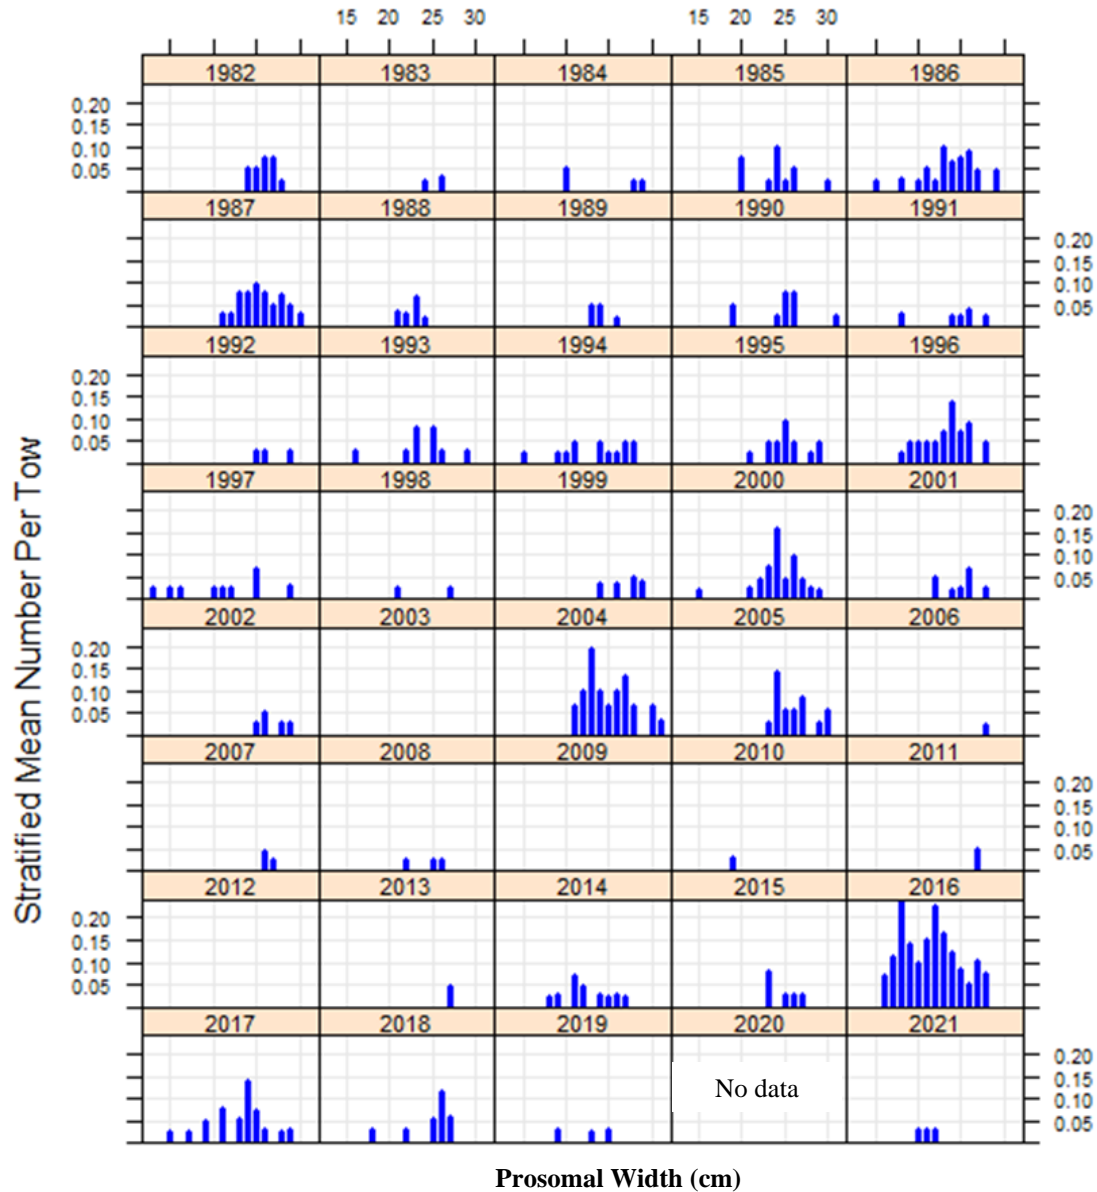 15 20 25 30 15 20 25 30
1982 1983 1984 1985 1986
0.20
0.15
0.10
0.05
1987 1988 1989 1990 1991
0.20
0.15
0.10
0.05
1992 1993 1994 1995 1996
0.20
0.15
0.10
0.05
1997 1998 1999 2000 2001
0.20
0.15
0.10
0.05
2002 2003 2004 2005 2006
0.20
0.15
0.10
0.05
2007 2008 2009 2010 2011
0.20
0.15
0.10
0.05
2012 2013 2014 2015 2016
0.20
0.15
0.10
0.05
2017 2018 2019 2020 2021
0.20
0.15
0.10
0.05
No data
Stratified Mean Number Per Tow
Prosomal Width (cm)